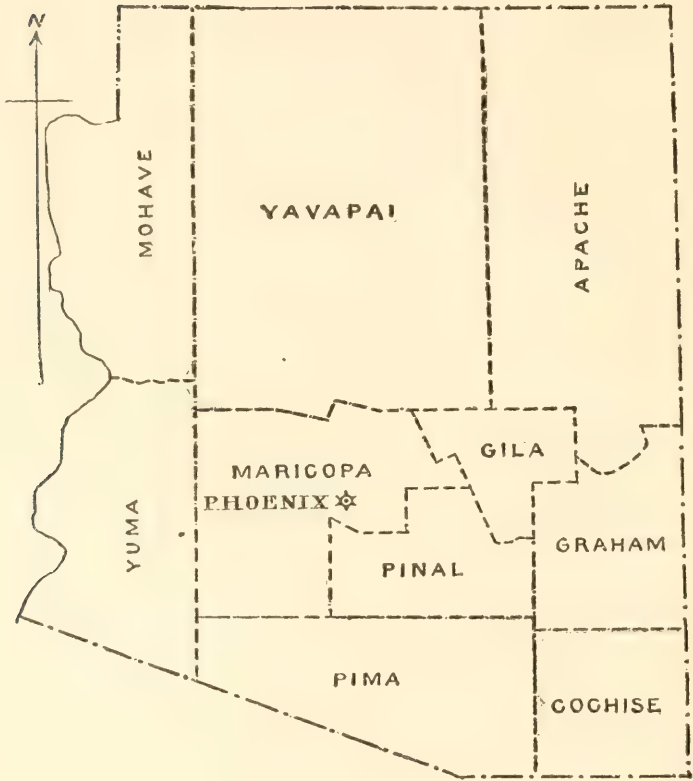 N
MOHAVE
YAVAPAI
APACHE
GILA
MARICOPA
PHOENIX
YUMA
GRAHAM
PINAL
PIMA
COCHISE